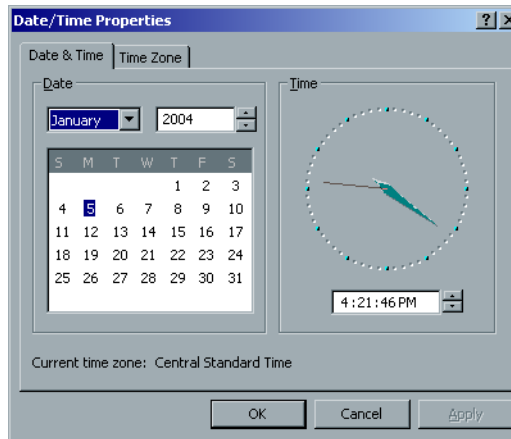 Date/Time Properties
Date & Time Time Zone
Date
January 2004
S M T W T F S
1 2 3
4 5 6 7 8 9 10
11 12 13 14 15 16 17
18 19 20 21 22 23 24
25 26 27 28 29 30 31
Time
4:21:46 PM
Current time zone: Central Standard Time
OK Cancel Apply